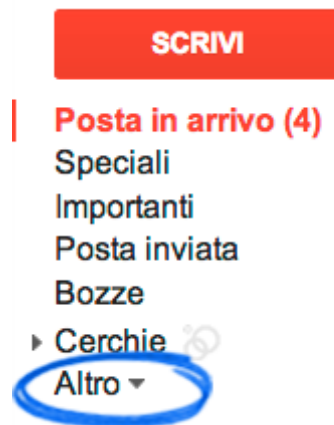 SCRIVI
Posta in arrivo (4)
Speciali
Importanti
Posta inviata
Bozze
Cerchie
Altro